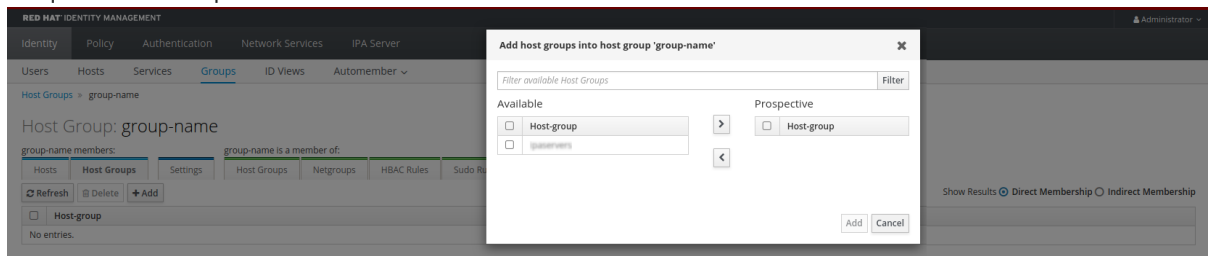 RED HAT IDENTITY MANAGEMENT
Administrator
Identity Policy Authentication Network Services IPA Server
Users Hosts Services Groups ID Views Automember
Host Groups » group-name
Host Group: group-name
group-name members: group-name is a member of:
Hosts Host Groups Settings Host Groups Netgroups HBAC Rules Sudo Ru
Refresh Delete Add
Show Results Direct Membership Indirect Membership
Host-group
No entries.
Add host groups into host group 'group-name'
Filter available Host Groups Filter
Available Prospective
Host-group Host-group
ipaservers
Add Cancel